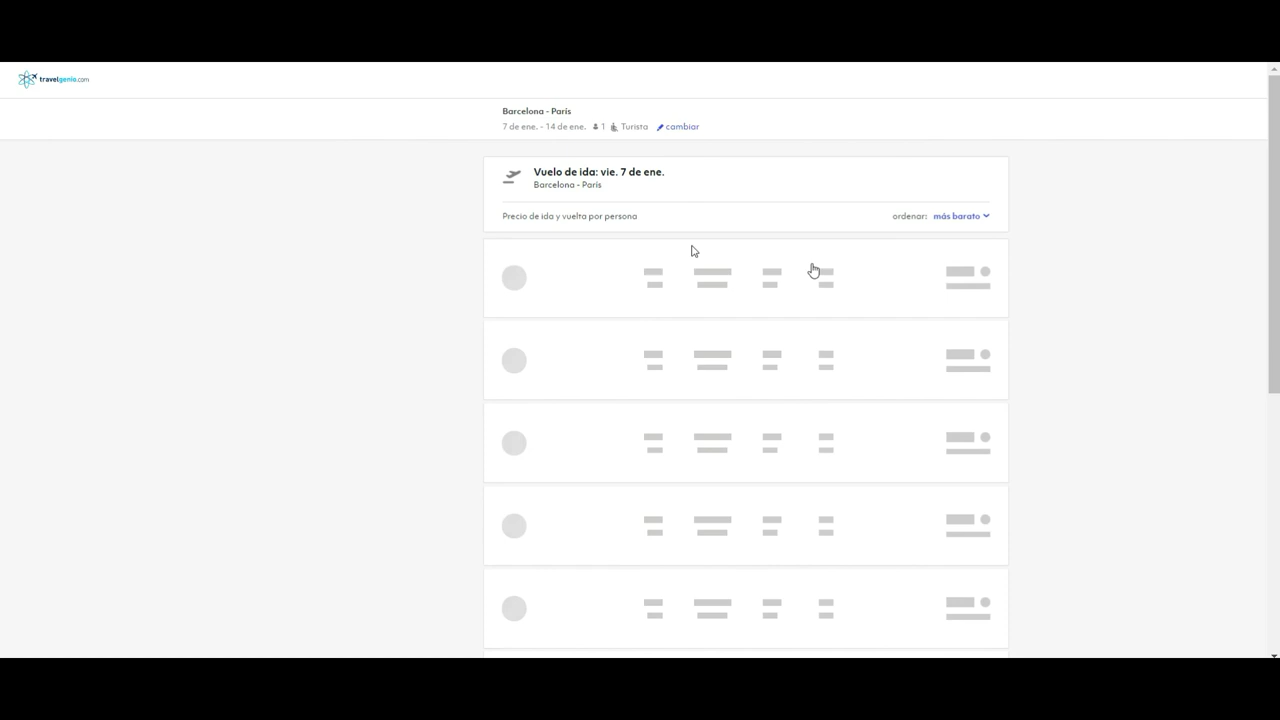 travelgenio.com
Barcelona - París
7 de ene. - 14 de ene. 1 Turista cambiar
Vuelo de ida: vie. 7 de ene.
Barcelona - París
Precio de ida y vuelta por persona
ordenar: más barato